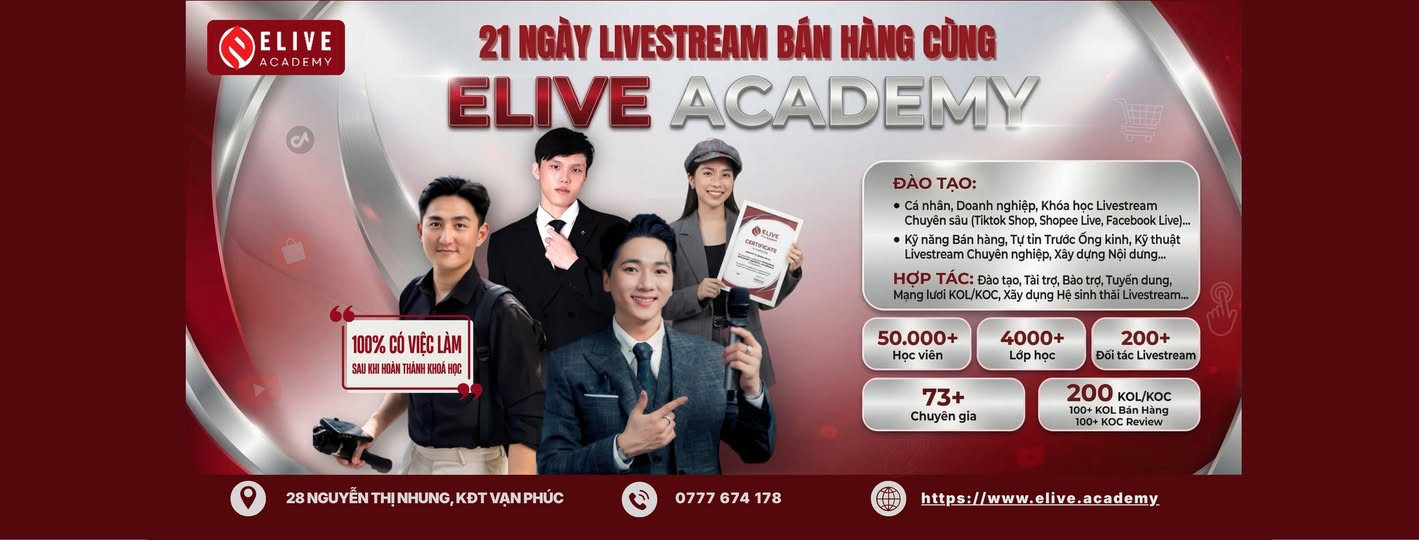 ELIVE
ACADEMY
21 NGÀY LIVESTREAM BÁN HÀNG CÙNG
ELIVE ACADEMY
ĐÀO TẠO:
• Cá nhân, Doanh nghiệp, Khóa học Livestream
Chuyên sâu (Tiktok Shop, Shopee Live, Facebook Live)...
• Kỹ năng Bán hàng, Tự tin Trước Ống kính, Kỹ thuật
Livestream Chuyên nghiệp, Xây dựng Nội dung...
HỢP TÁC: Đào tạo, Tài trợ, Bảo trợ, Tuyển dụng,
Mạng lưới KOL/KOC, Xây dụng Hệ sinh thái Livestream...
50.000+
Học viên
4000+
Lớp học
200+
Đối tác Livestream
73+
Chuyên gia
200 KOL/KOC
100+ KOL Bán Hàng
100+ KOC Review
ELIVE
CERTIFICATE
100% CÓ VIỆC LÀM
SAU KHI HOÀN THÀNH KHOÁ HỌC
28 NGUYỄN THỊ NHUNG, KĐT VẠN PHÚC
0777 674 178
https://www.elive.academy